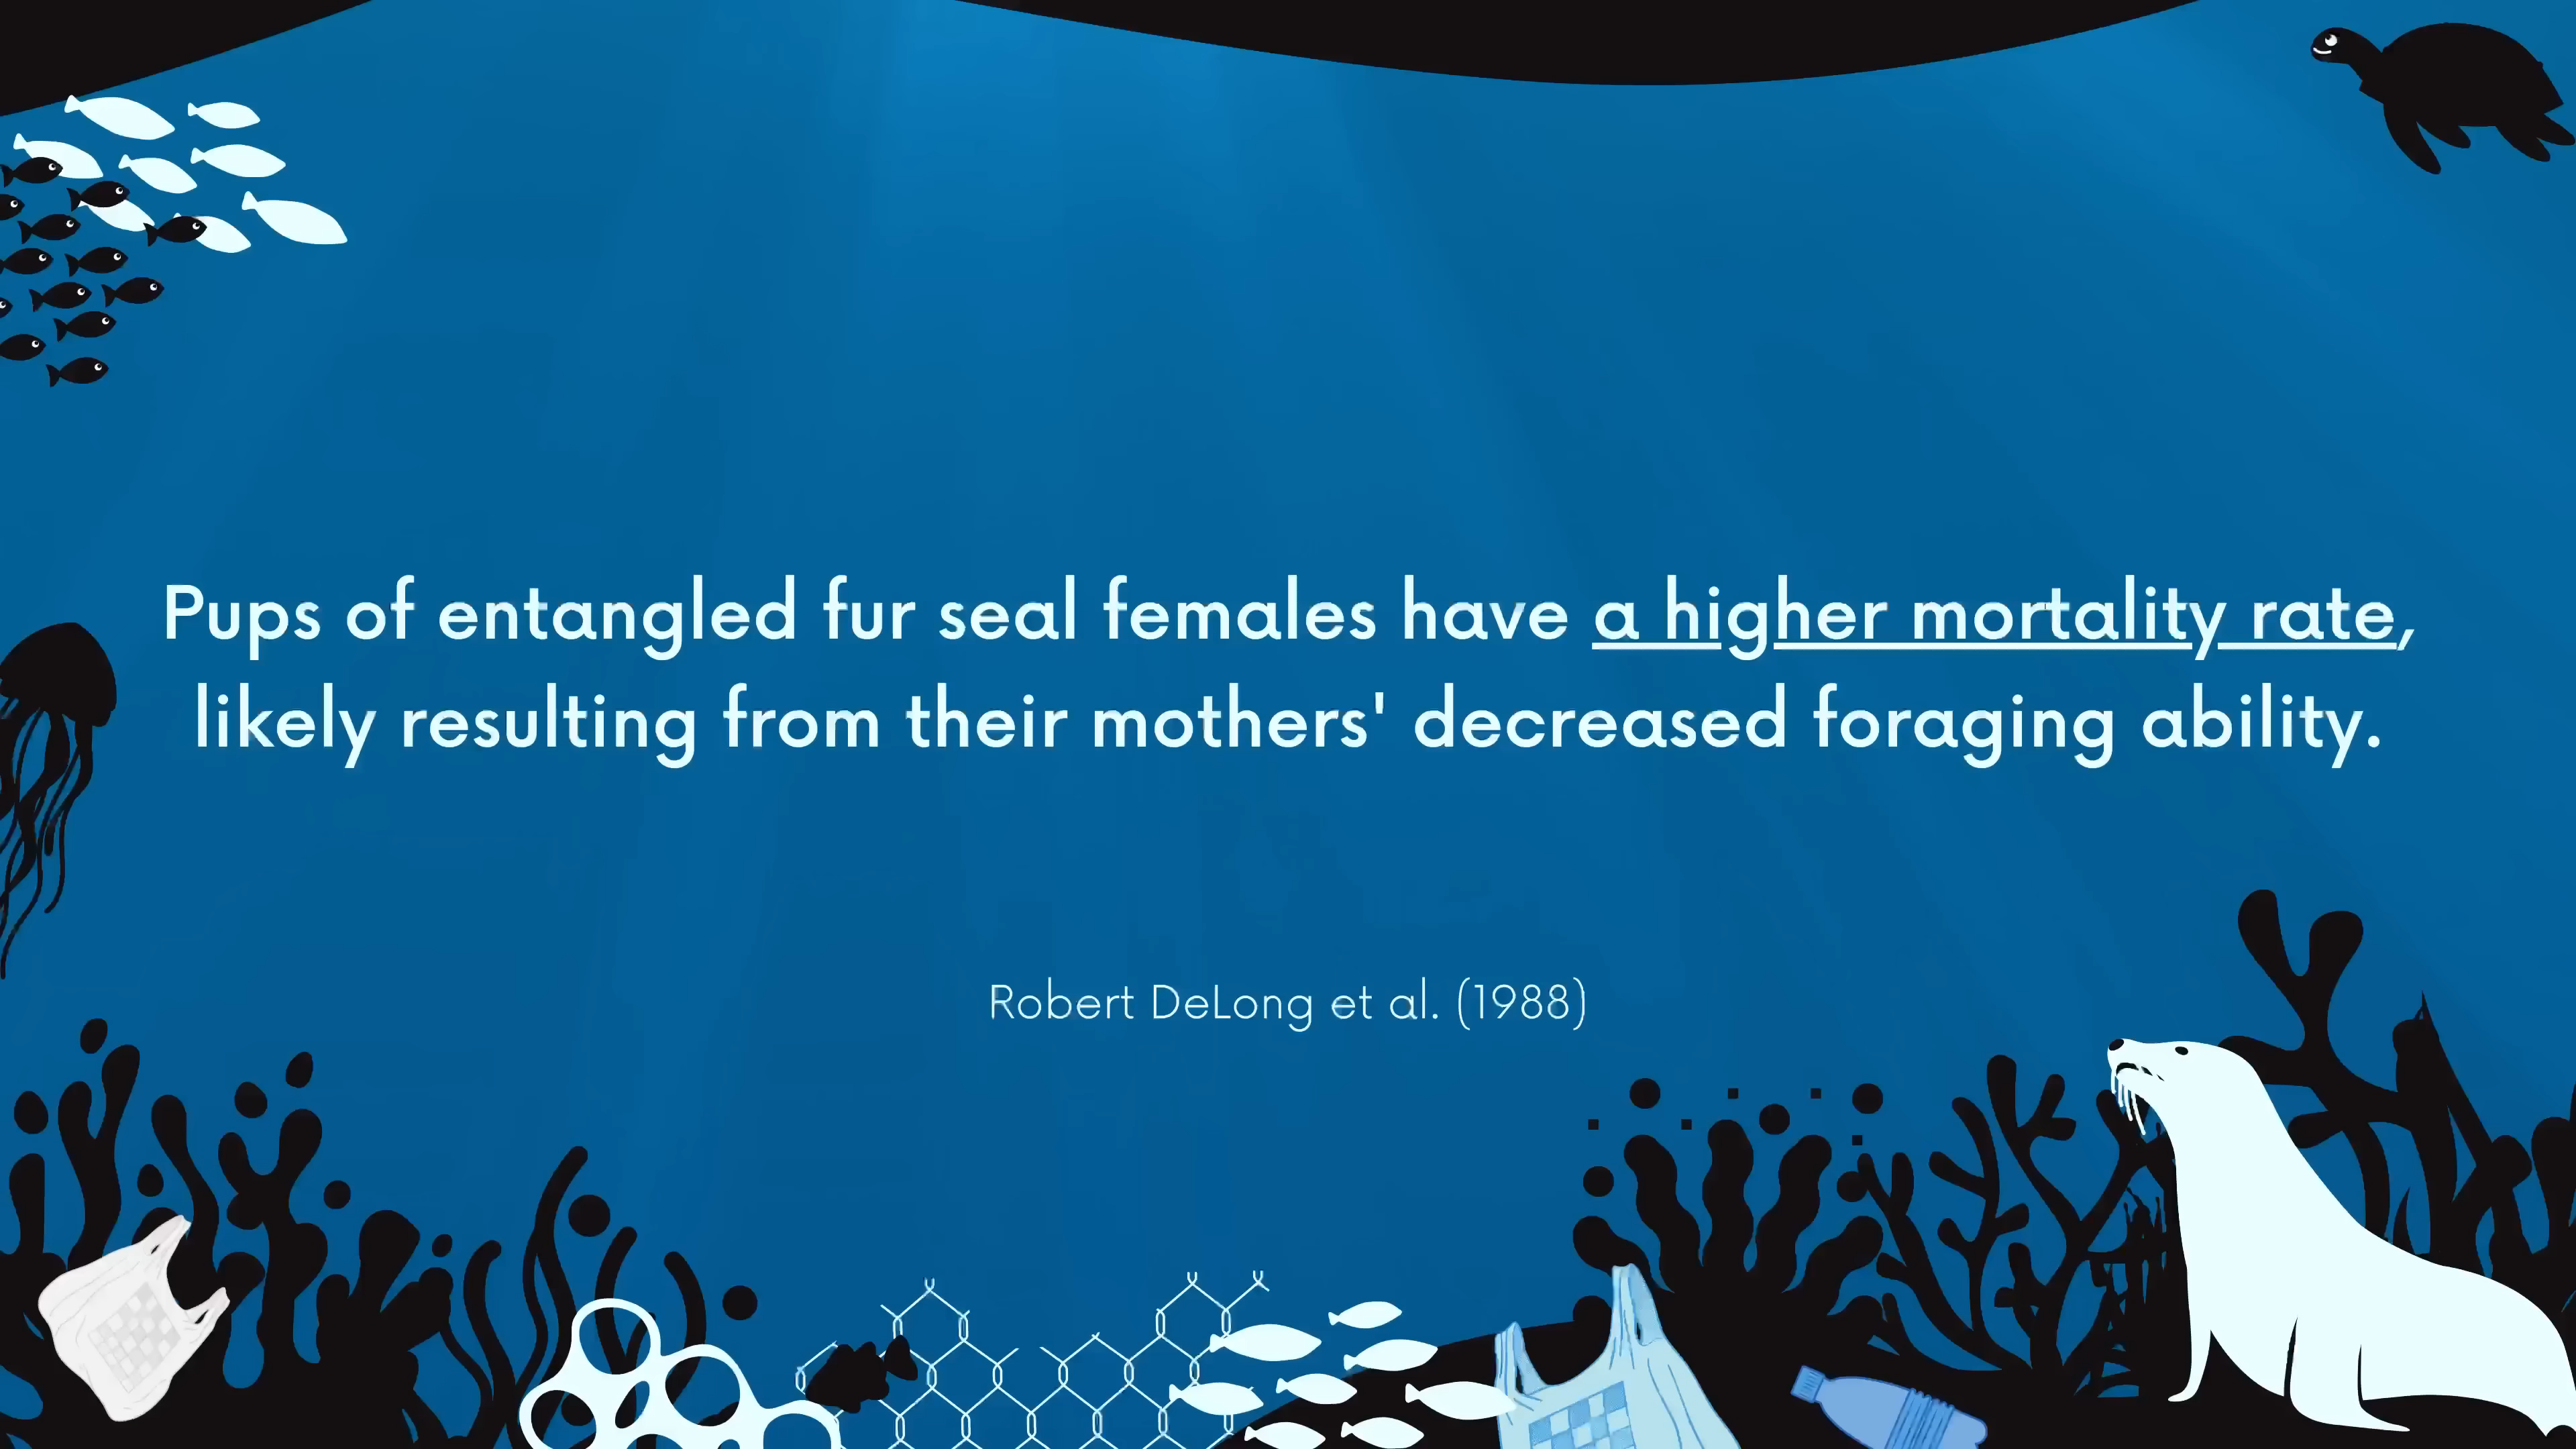 Pups of entangled fur seal females have a higher mortality rate,
likely resulting from their mothers' decreased foraging ability.
Robert DeLong et al. (1988)